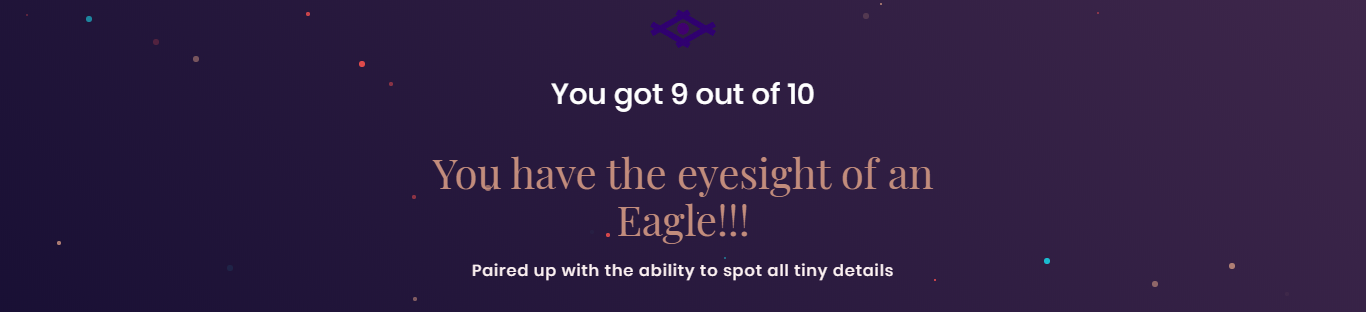 You got 9 out of 10
You have the eyesight of an
Eagle!!!
Paired up with the ability to spot all tiny details